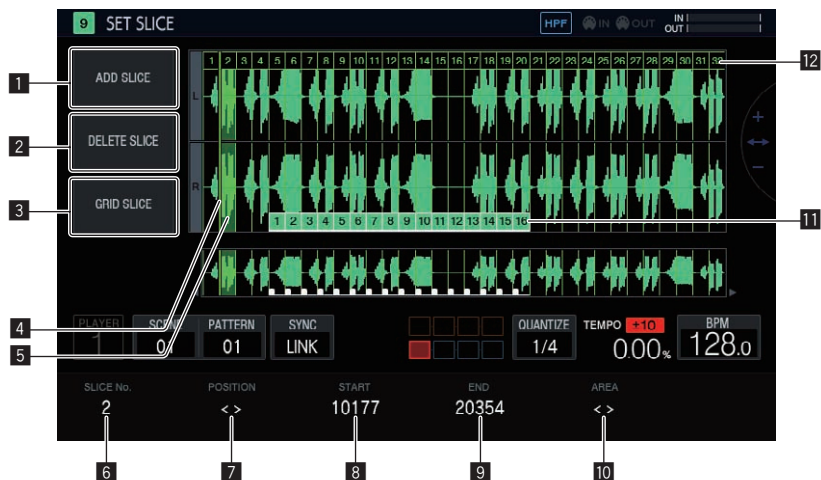 9 SET SLICE HPF IN OUT IN OUT
1 ADD SLICE
2 DELETE SLICE
3 GRID SLICE
L
R
1 2 3 4 5 6 7 8 9 10 11 12 13 14 15 16 17 18 19 20 21 22 23 24 25 26 27 28 29 30 31 32
12
+
−
1 2 3 4 5 6 7 8 9 10 11 12 13 14 15 16
11
4
5
PLAYER
1
SCENE
01
PATTERN
01
SYNC
LINK
QUANTIZE
1/4
TEMPO ±10
0.00%
BPM
128.0
SLICE No.
2
POSITION
< >
START
10177
END
20354
AREA
< >
6 7 8 9 10